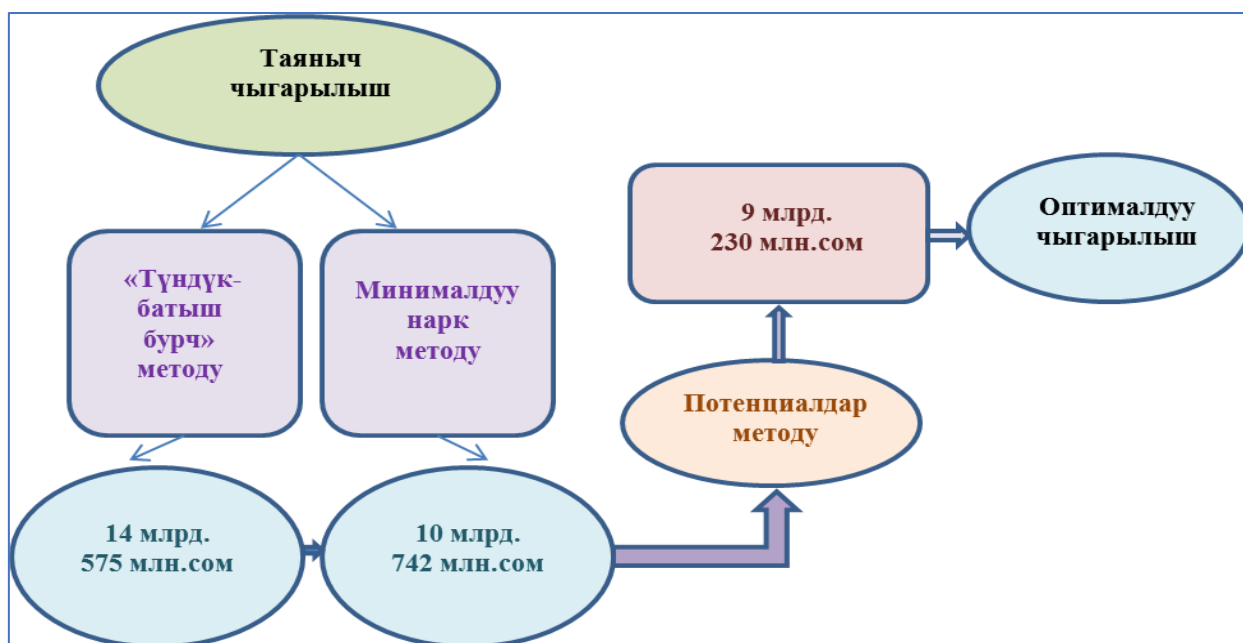 Таяныч
чыгарылыш
«Түндүк-
батыш
бурч»
методу
Минималдуу
нарк
методу
14 млрд.
575 млн.сом
10 млрд.
742 млн.сом
Потенциалдар
методу
9 млрд.
230 млн.сом
Оптималдуу
чыгарылыш